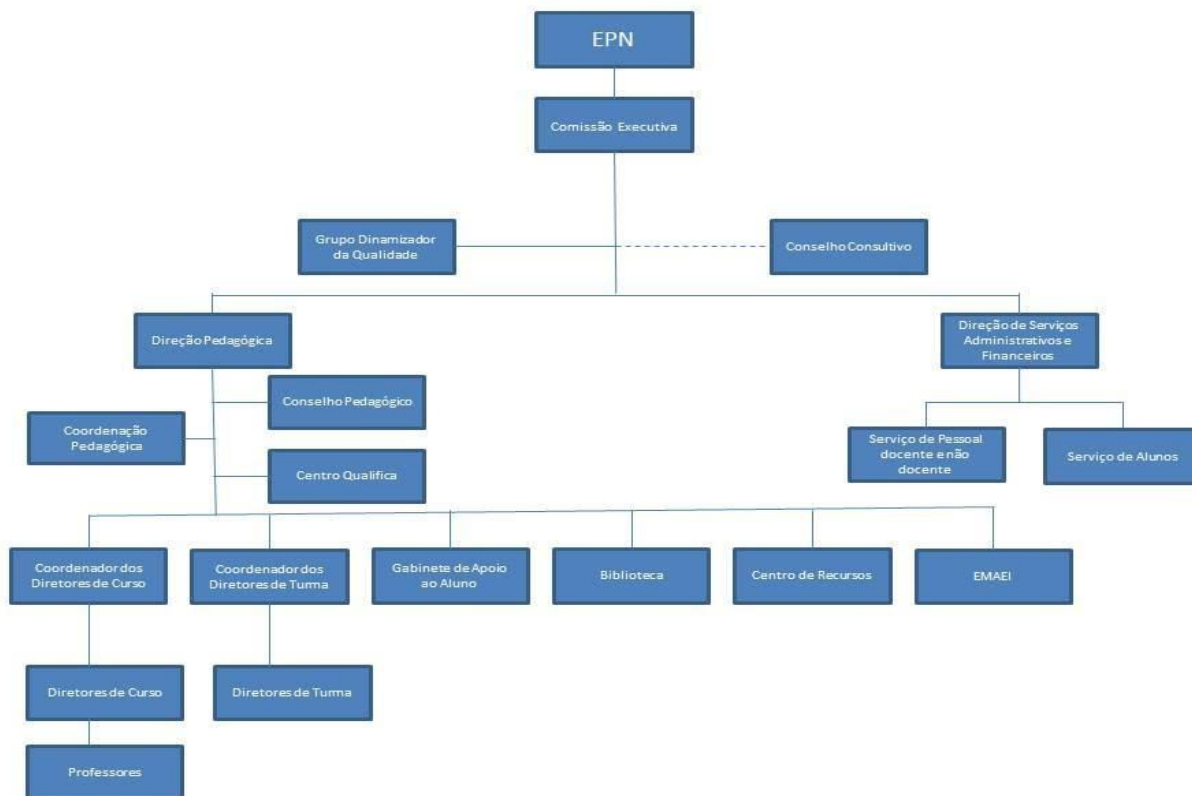 EPN
Comissão Executiva
Grupo Dinamizador
da Qualidade
Conselho Consultivo
Direção Pedagógica
Direção de Serviços
Administrativos e
Financeiros
Conselho Pedagógico
Coordenação
Pedagógica
Centro Qualifica
Serviço de Pessoal
docente e não
docente
Serviço de Alunos
Coordenador dos
Diretores de Curso
Coordenador dos
Diretores de Turma
Gabinete de Apoio
ao Aluno
Biblioteca
Centro de Recursos
EMAEI
Diretores de Curso
Diretores de Turma
Professores